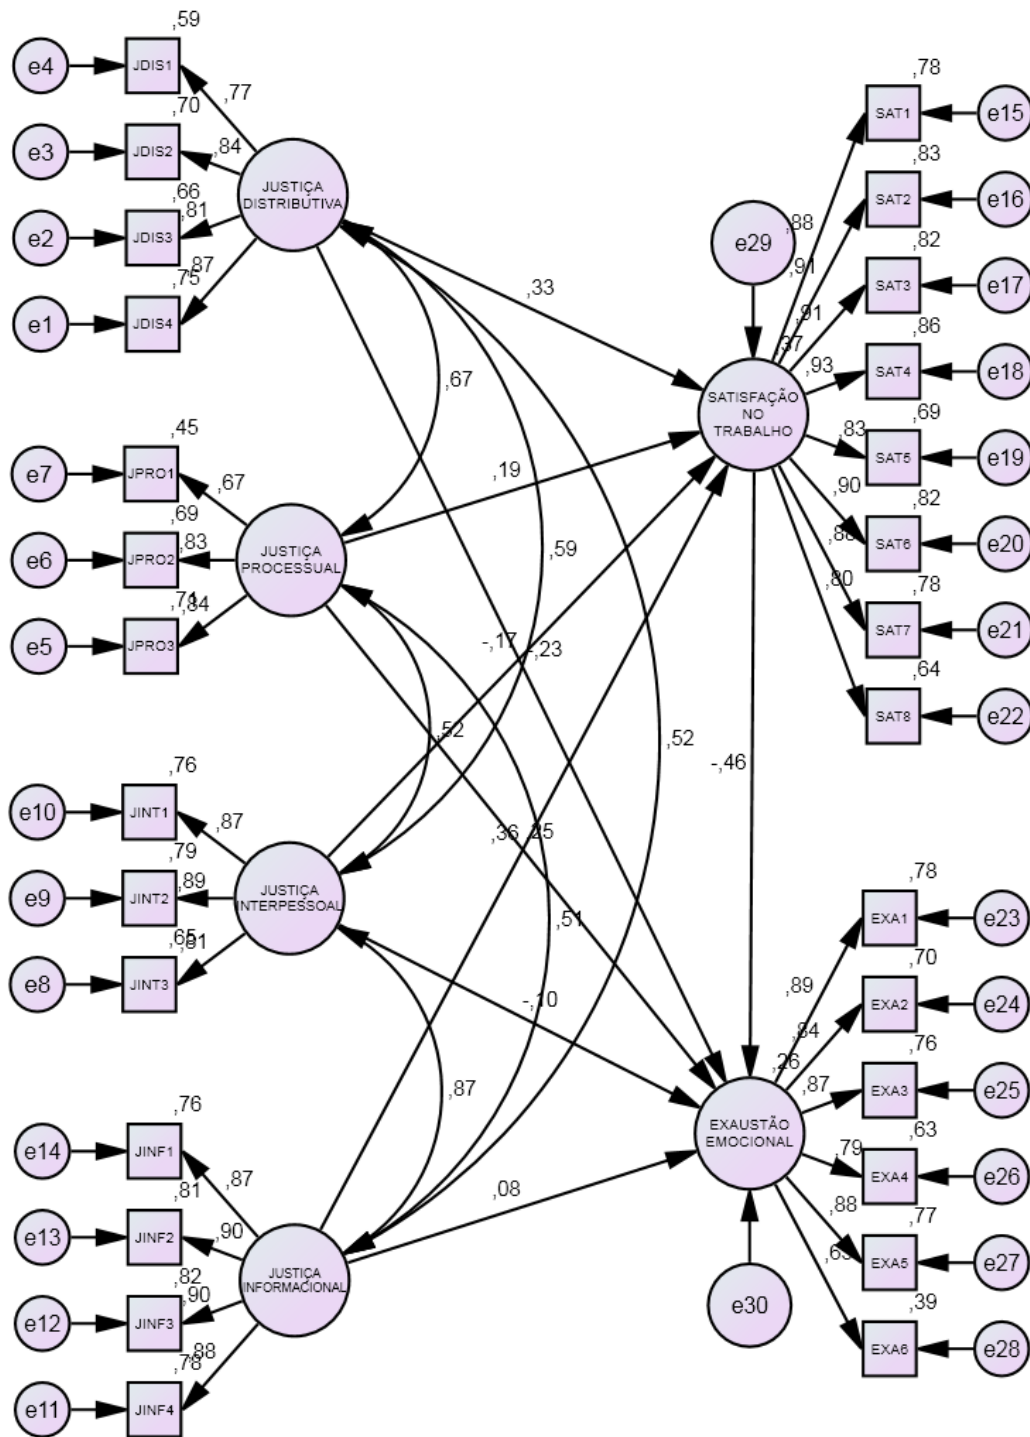 ,59
e4
JDIS1
,77
,70
e3
JDIS2
,84
,66
e2
JDIS3
,81
,75
,87
e1
JDIS4
JUSTIÇA
DISTRIBUTIVA
,45
e7
JPRO1
,67
,69
e6
JPRO2
,83
,71
,84
e5
JPRO3
JUSTIÇA
PROCESSUAL
,76
e10
JINT1
,87
,79
e9
JINT2
,89
,65
,81
e8
JINT3
JUSTIÇA
INTERPESSOAL
,76
e14
JINF1
,87
,81
e13
JINF2
,90
,82
e12
JINF3
,90
,78
,88
e11
JINF4
JUSTIÇA
INFORMACIONAL
,33
,67
,19
,59
-,17
-,23
,52
,52
-,46
,36
,25
,51
-,10
,87
,08
e29
,37
SATISFAÇÃO
NO
TRABALHO
,78
SAT1
e15
,88
,83
SAT2
e16
,91
,82
SAT3
e17
,91
,86
SAT4
e18
,93
,69
SAT5
e19
,83
,82
SAT6
e20
,90
,78
SAT7
e21
,88
,64
SAT8
e22
,80
,26
EXAUSTÃO
EMOCIONAL
e30
,78
EXA1
e23
,89
,70
EXA2
e24
,84
,76
EXA3
e25
,87
,63
EXA4
e26
,79
,77
EXA5
e27
,88
,39
EXA6
e28
,63